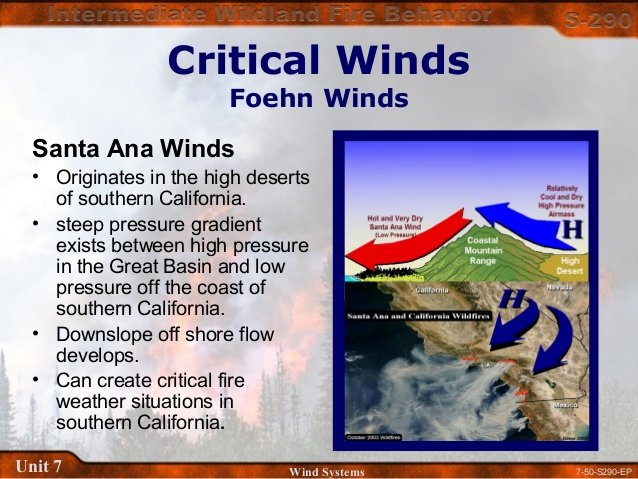 Intermediate Wildland Fire Behavior
S-290
Critical Winds
Foehn Winds
Santa Ana Winds
• Originates in the high deserts
of southern California.
• steep pressure gradient
exists between high pressure
in the Great Basin and low
pressure off the coast of
southern California.
• Downslope off shore flow
develops.
• Can create critical fire
weather situations in
southern California.
Relatively
Cool and Dry
High Pressure
Airmass
H
Hot and Very Dry
Santa Ana Wind
(Low Pressure)
Coastal
Mountain
Range
High
Desert
California
Nevada
H
Santa Ana and California Wildfires
L.A.
Mexico
October 2003 Wildfires
Unit 7
Wind Systems
7-50-S290-EP